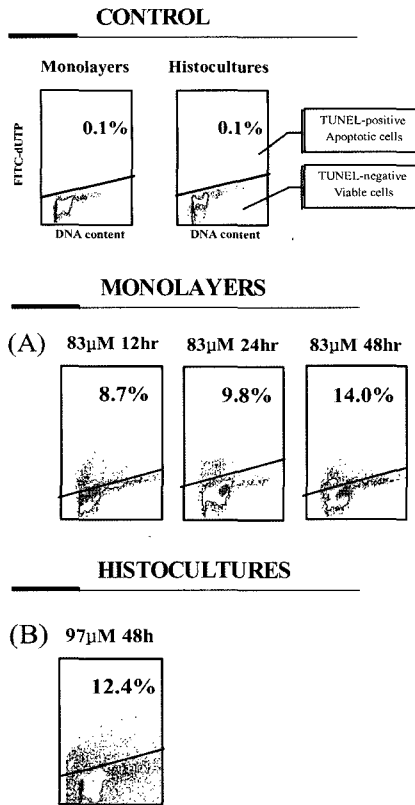 CONTROL
Monolayers Histocultures
FITC-dUTP
0.1% 0.1%
TUNEL-positive
Apoptotic cells
TUNEL-negative
Viable cells
DNA content DNA content
MONOLAYERS
(A) 83μM 12hr 83μM 24hr 83μM 48hr
8.7% 9.8% 14.0%
HISTOCULTURES
(B) 97μM 48h
12.4%